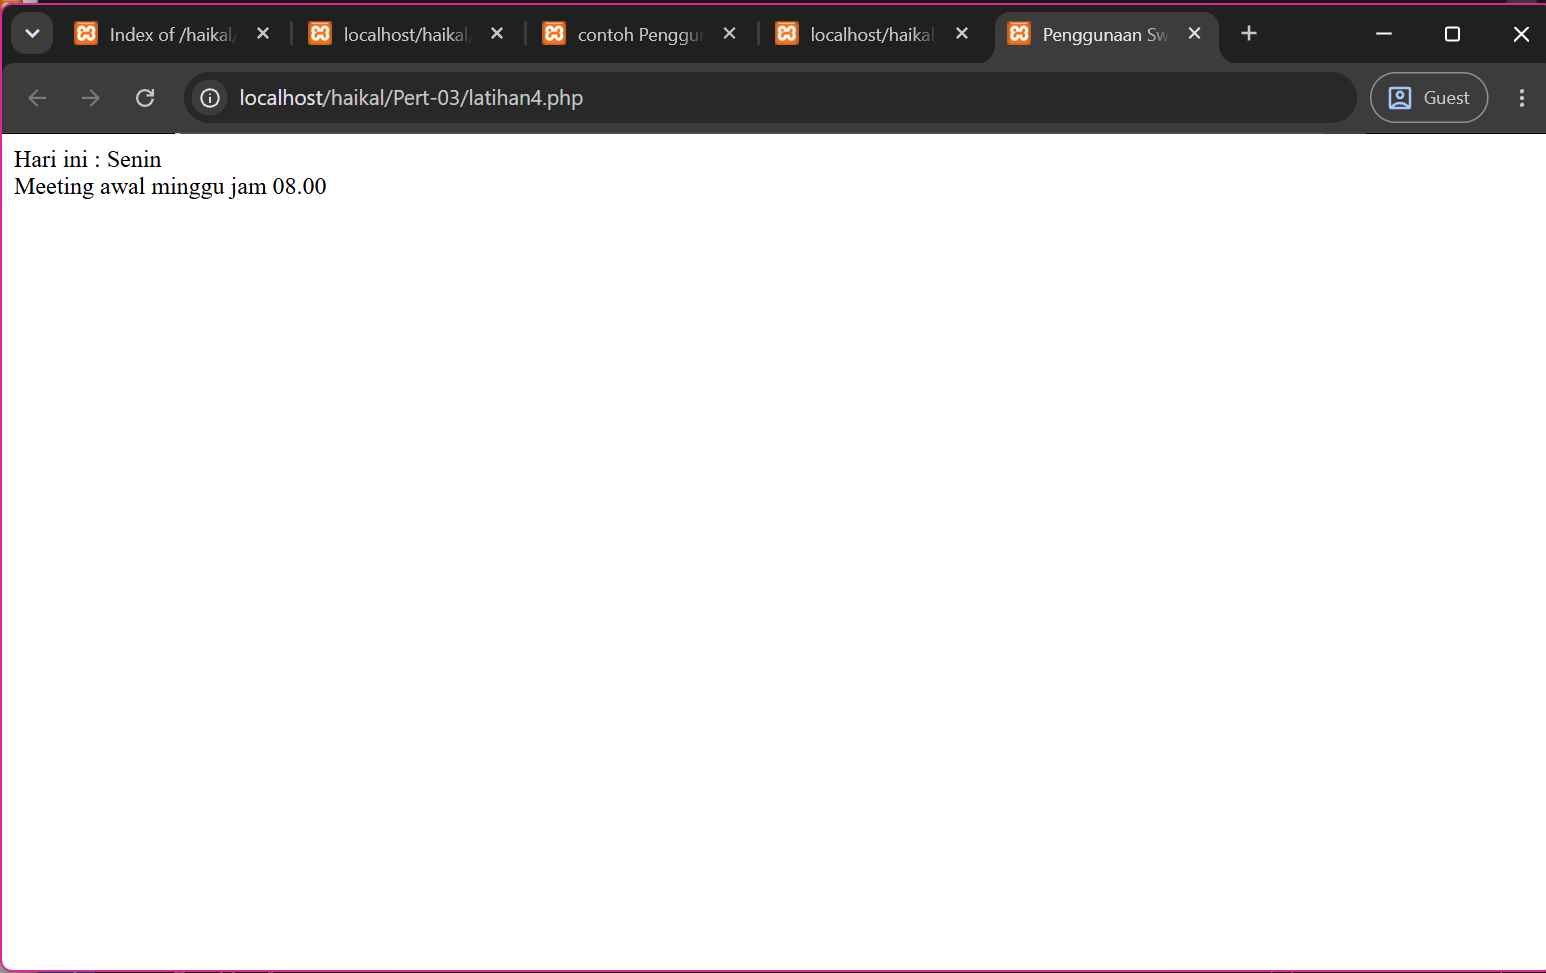 Index of /haikal/
localhost/haikal/
contoh Penggun
localhost/haikal
Penggunaan Sw
localhost/haikal/Pert-03/latihan4.php
Guest
Hari ini : Senin
Meeting awal minggu jam 08.00